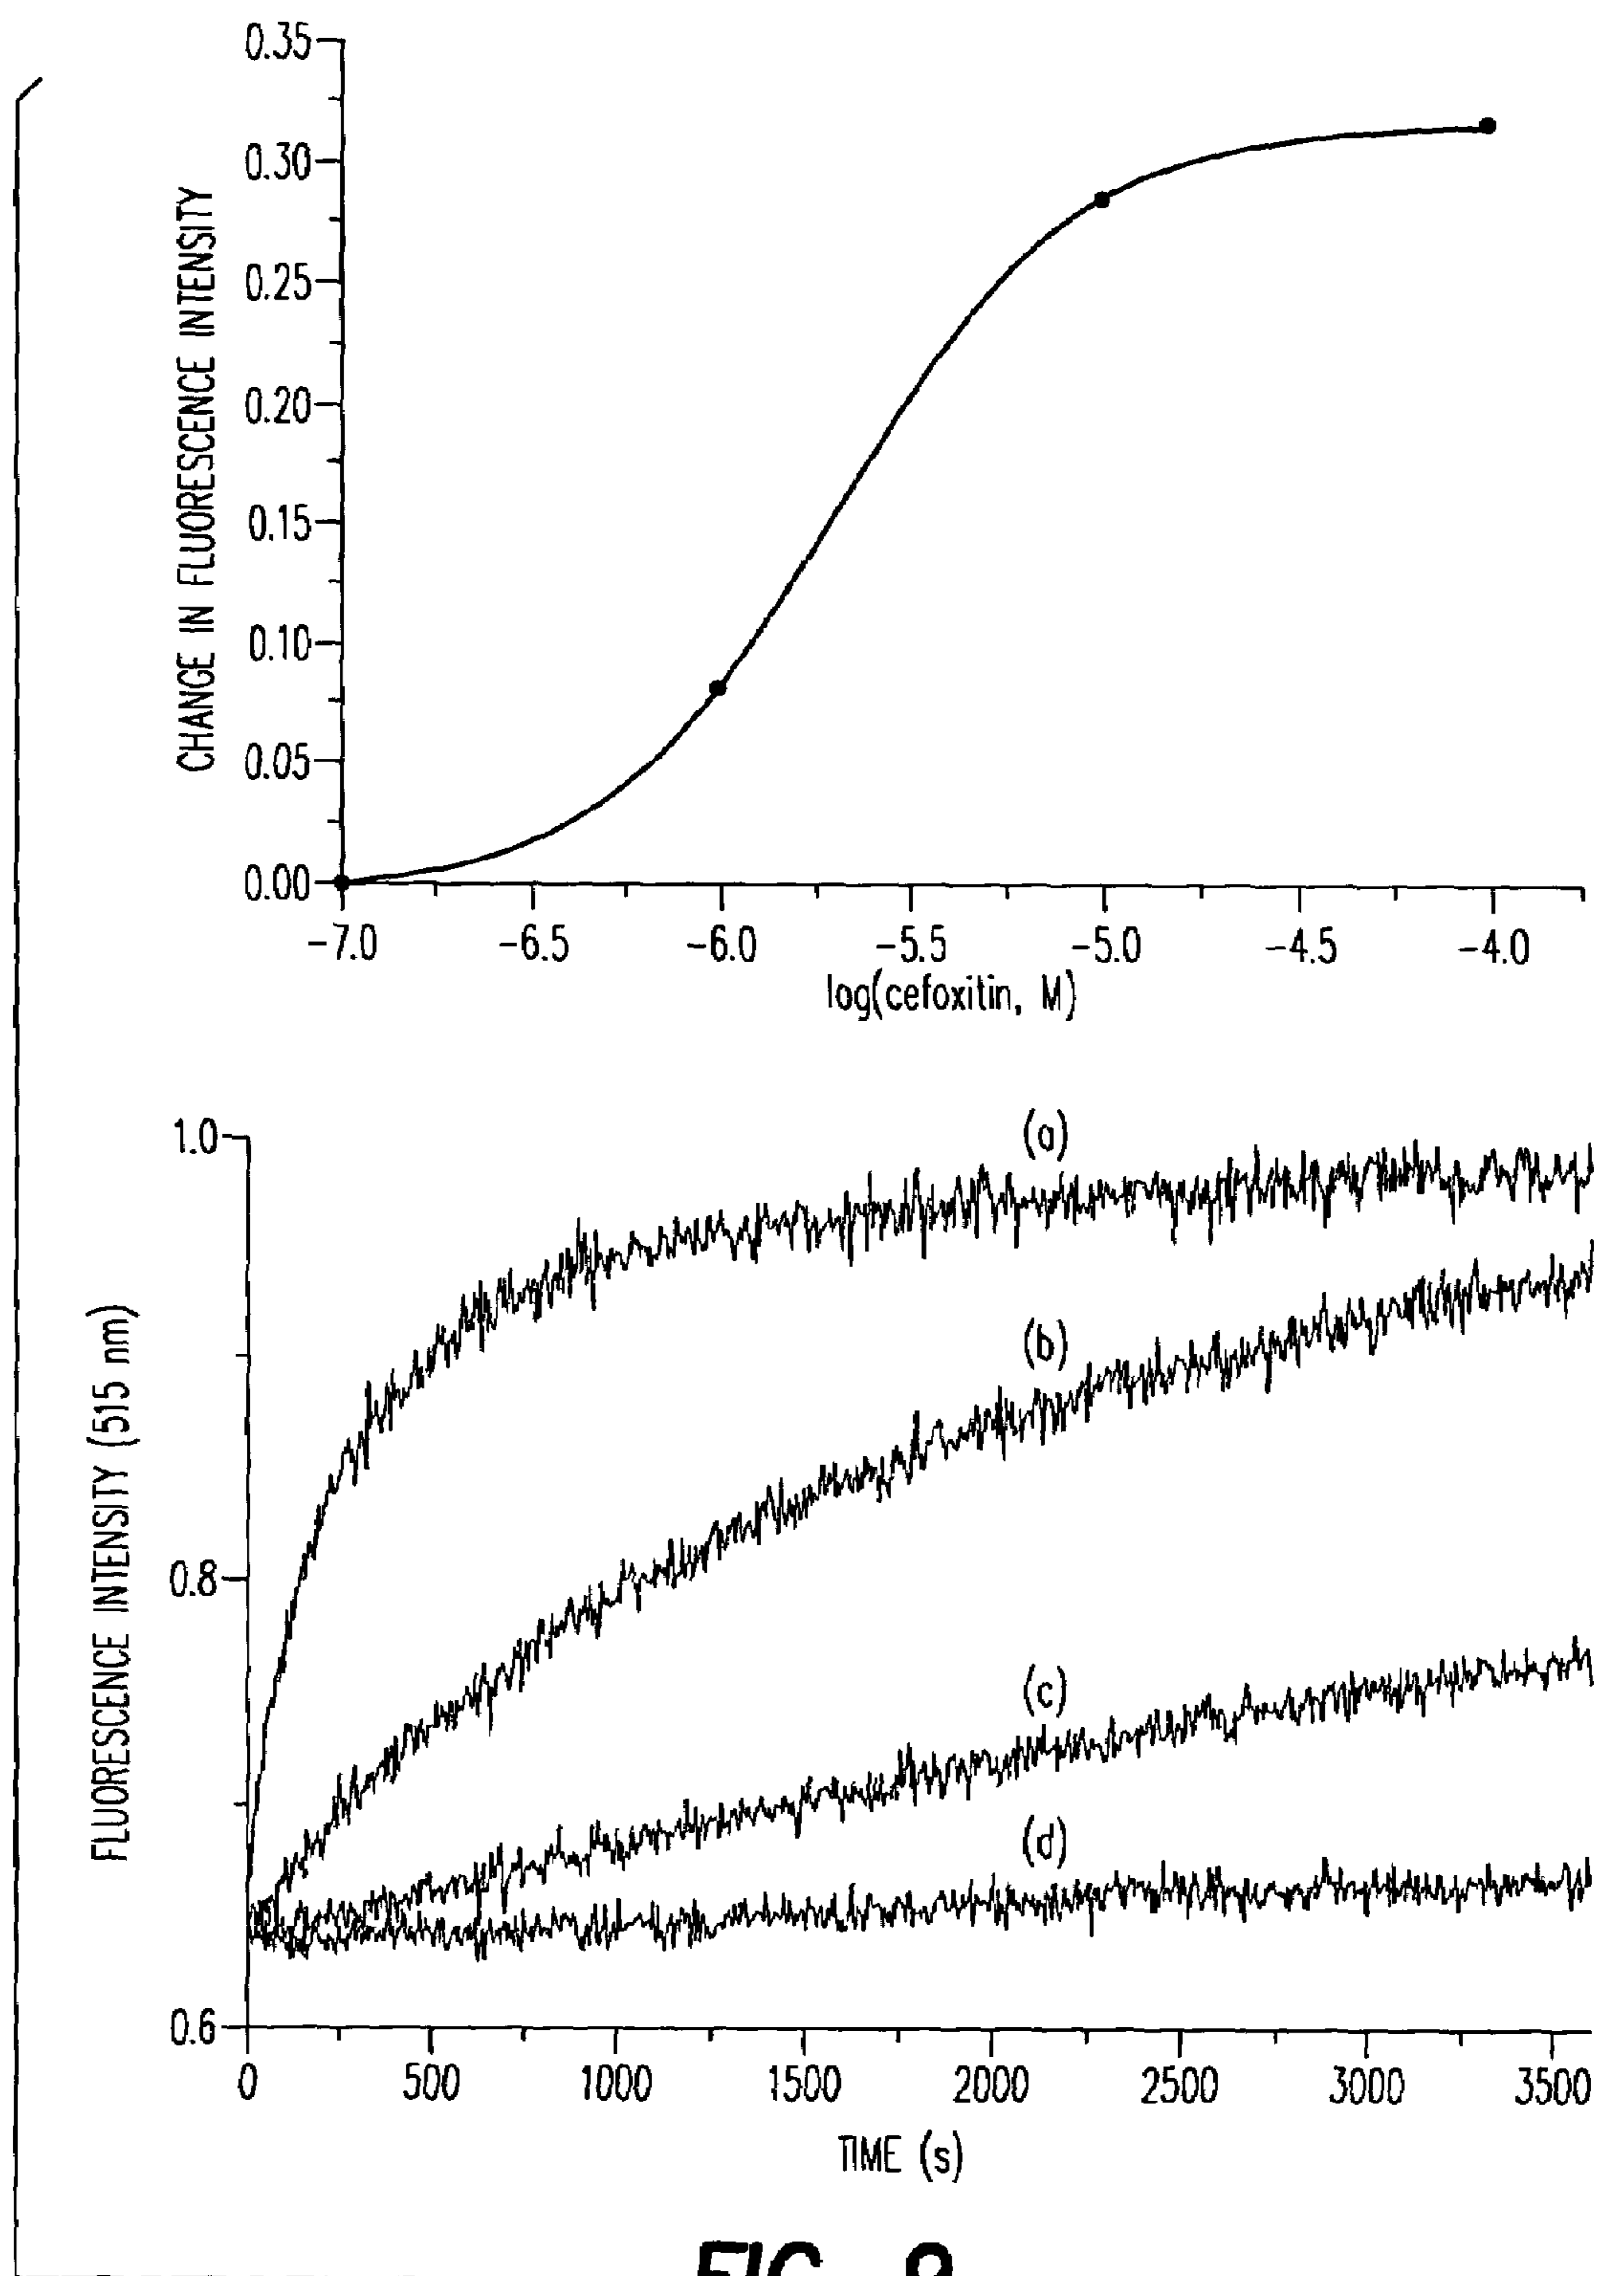 0.35
0.30
0.25
0.20
0.15
0.10
0.05
0.00
CHANGE IN FLUORESCENCE INTENSITY
-7.0 -6.5 -6.0 -5.5 -5.0 -4.5 -4.0
log(cefoxitin, M)
1.0
0.8
0.6
FLUORESCENCE INTENSITY (515 nm)
(a)
(b)
(c)
(d)
0 500 1000 1500 2000 2500 3000 3500
TIME (s)
FIG.